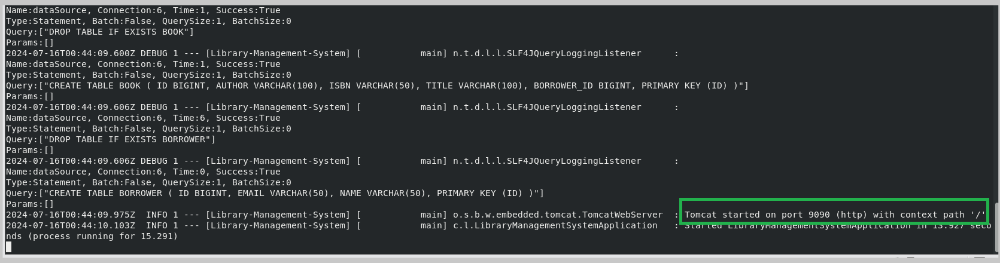 Name:dataSource, Connection:6, Time:1, Success:True
Type:Statement, Batch:False, QuerySize:1, BatchSize:0
Query:["DROP TABLE IF EXISTS BOOK"]
Params:[]
2024-07-16T00:44:09.600Z DEBUG 1 --- [Library-Management-System] [           main] n.t.d.l.l.SLF4JQueryLoggingListener      :
Name:dataSource, Connection:6, Time:1, Success:True
Type:Statement, Batch:False, QuerySize:1, BatchSize:0
Query:["CREATE TABLE BOOK ( ID BIGINT, AUTHOR VARCHAR(100), ISBN VARCHAR(50), TITLE VARCHAR(100), BORROWER_ID BIGINT, PRIMARY KEY (ID) )"]
Params:[]
2024-07-16T00:44:09.606Z DEBUG 1 --- [Library-Management-System] [           main] n.t.d.l.l.SLF4JQueryLoggingListener      :
Name:dataSource, Connection:6, Time:6, Success:True
Type:Statement, Batch:False, QuerySize:1, BatchSize:0
Query:["DROP TABLE IF EXISTS BORROWER"]
Params:[]
2024-07-16T00:44:09.606Z DEBUG 1 --- [Library-Management-System] [           main] n.t.d.l.l.SLF4JQueryLoggingListener      :
Name:dataSource, Connection:6, Time:0, Success:True
Type:Statement, Batch:False, QuerySize:1, BatchSize:0
Query:["CREATE TABLE BORROWER ( ID BIGINT, EMAIL VARCHAR(50), NAME VARCHAR(50), PRIMARY KEY (ID) )"]
Params:[]
2024-07-16T00:44:09.975Z  INFO 1 --- [Library-Management-System] [           main] o.s.b.w.embedded.tomcat.TomcatWebServer  : Tomcat started on port 9090 (http) with context path '/'
2024-07-16T00:44:10.103Z  INFO 1 --- [Library-Management-System] [           main] c.l.LibraryManagementSystemApplication   : Started LibraryManagementSystemApplication in 13.927 seco
nds (process running for 15.291)